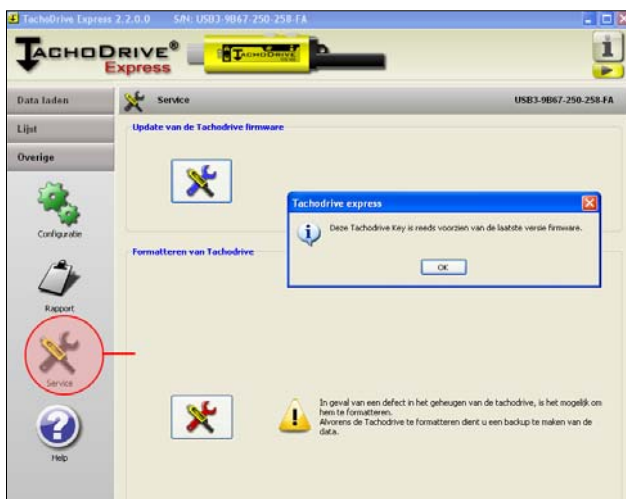 TachoDrive Express 2.2.0.0 S/N: USB3-9B67-250-258-FA
TACHODRIVE®
Express
TACHODRIVE
Data laden
Service
USB3-9B67-250-258-FA
Lijst
Update van de Tachodrive firmware
Overige
Tachodrive express
Deze Tachodrive Key is reeds voorzien van de laatste versie firmware.
OK
Configuratie
Formatteren van Tachodrive
Rapport
Service
In geval van een defect in het geheugen van de tachodrive, is het mogelijk om
hem te formatteren.
Alvorens de Tachodrive te formatteren dient u een backup te maken van de
data.
Help